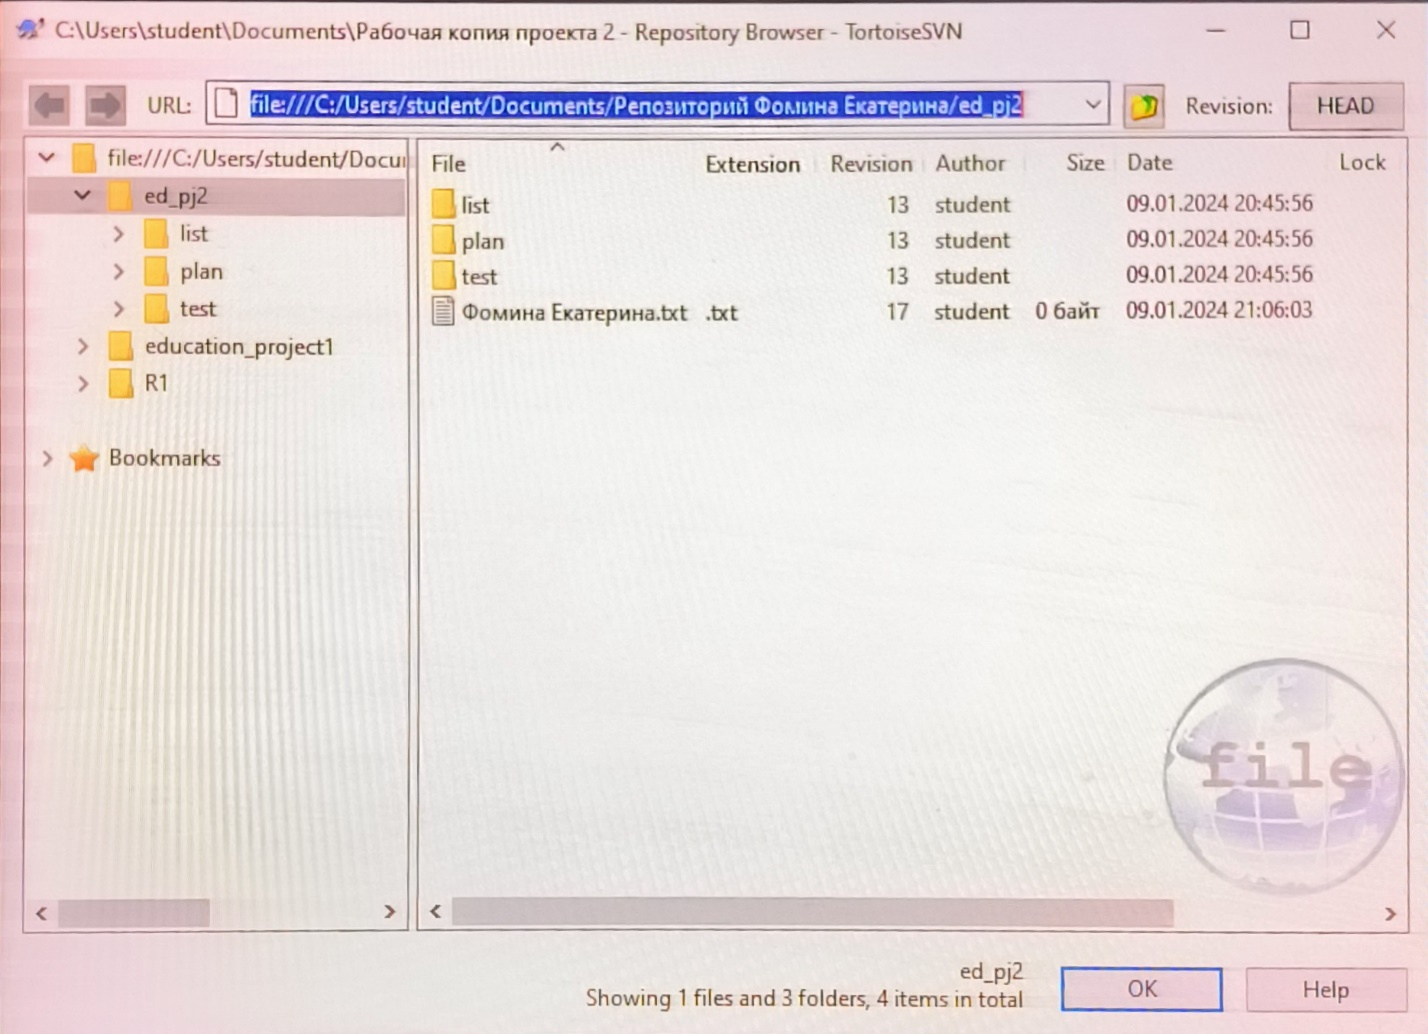 C:\Users\student\Documents\Рабочая копия проекта 2 - Repository Browser - TortoiseSVN
URL: file:///C:/Users/student/Documents/Репозиторий Фомина Екатерина/ed_pj2 Revision: HEAD
file:///C:/Users/student/Docu
ed_pj2
list
plan
test
education_project1
R1
Bookmarks
File Extension Revision Author Size Date Lock
list 13 student 09.01.2024 20:45:56
plan 13 student 09.01.2024 20:45:56
test 13 student 09.01.2024 20:45:56
Фомина Екатерина.txt .txt 17 student 0 байт 09.01.2024 21:06:03
file
ed_pj2
Showing 1 files and 3 folders, 4 items in total
OK Help